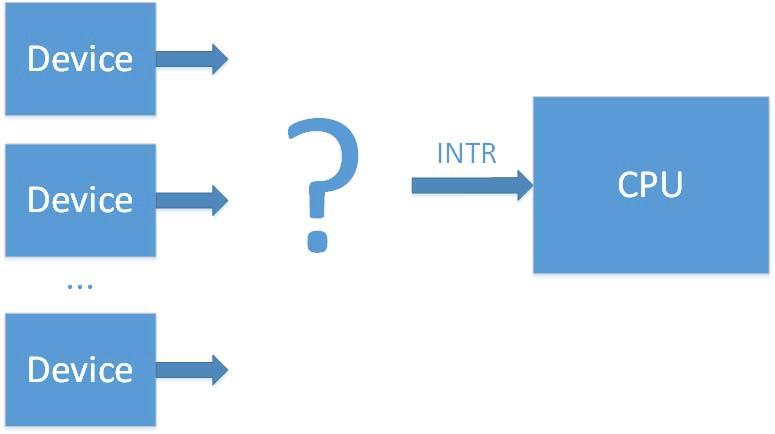 Device
Device
...
Device
?
INTR
CPU